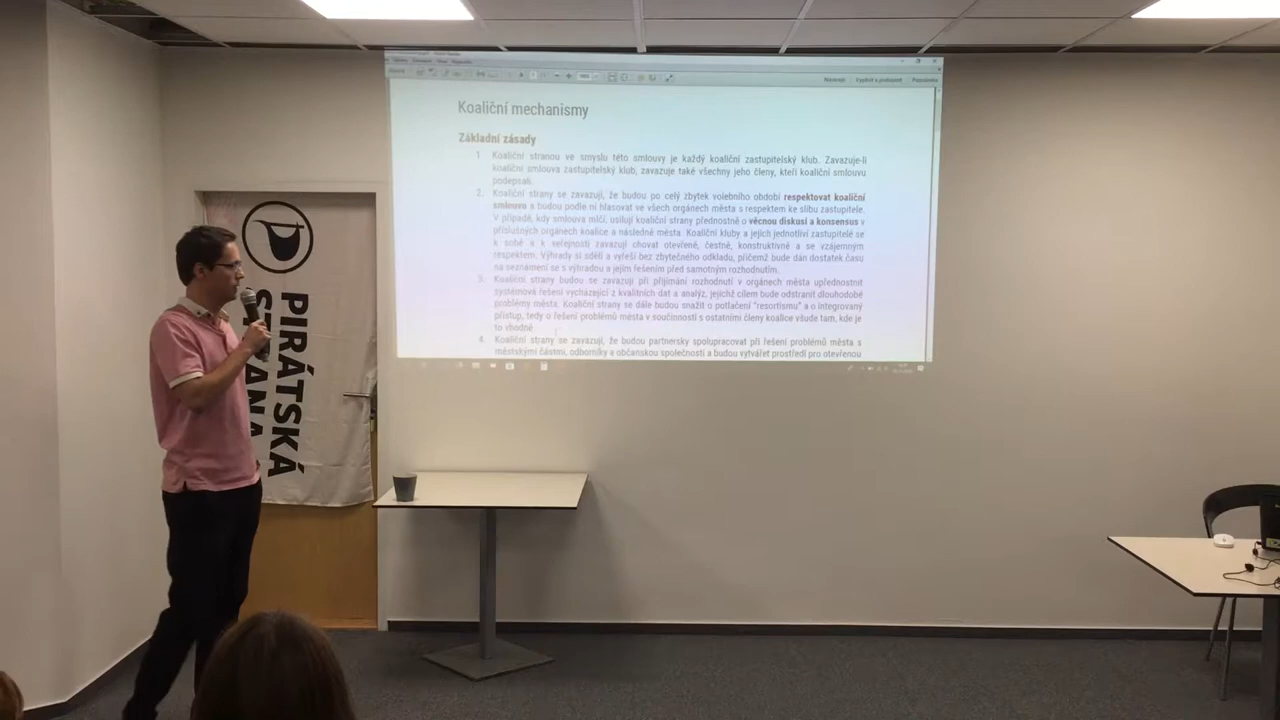 Koaliční mechanismy
Základní zásady
1. Koaliční stranou ve smyslu této smlouvy je každý koaliční zastupitelský klub. Zavazuje-li
koaliční smlouva zastupitelský klub, zavazuje také všechny jeho členy, kteří koaliční smlouvu
podepsali.
2. Koaliční strany se zavazují, že budou po celý zbytek volebního období respektovat koaliční
smlouvu a budou podle ní hlasovat ve všech orgánech města s respektem ke slibu zastupitele.
V případě, kdy smlouva mlčí, usilují koaliční strany přednostně o věcnou diskusi a konsensus v
příslušných orgánech koalice a následně města. Koaliční kluby a jejich jednotliví zastupitelé se
k sobě a k veřejnosti zavazují chovat otevřeně, čestně, konstruktivně a se vzájemným
respektem. Výhrady si sdělí a vyřeší bez zbytečného odkladu, přičemž bude dán dostatek času
na seznámení se s výhradou a jejím řešením před samotným rozhodnutím.
3. Koaliční strany budou se zavazují při přijímání rozhodnutí v orgánech města upřednostnit
systémová řešení vycházející z kvalitních dat a analýz, jejichž cílem bude odstranit dlouhodobé
problémy města. Koaliční strany se dále budou snažit o potlačení "resortismu" a o integrovaný
přístup, tedy o řešení problémů města v součinnosti s ostatními členy koalice všude tam, kde je
to vhodné
4. Koaliční strany se zavazují, že budou partnersky spolupracovat při řešení problémů města s
městskými částmi, odborníky a občanskou společností a budou vytvářet prostředí pro otevřenou
PIRÁTSKÁ
STRANA